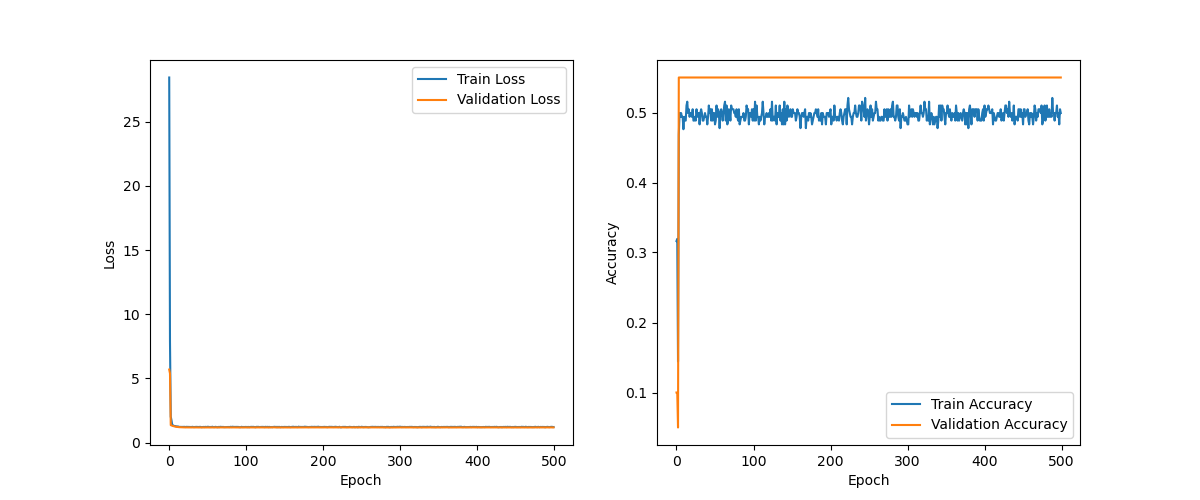 Train Loss
Validation Loss
25
20
15
10
5
0
Loss
0 100 200 300 400 500
Epoch
0.5
0.4
0.3
0.2
0.1
Accuracy
Train Accuracy
Validation Accuracy
0 100 200 300 400 500
Epoch